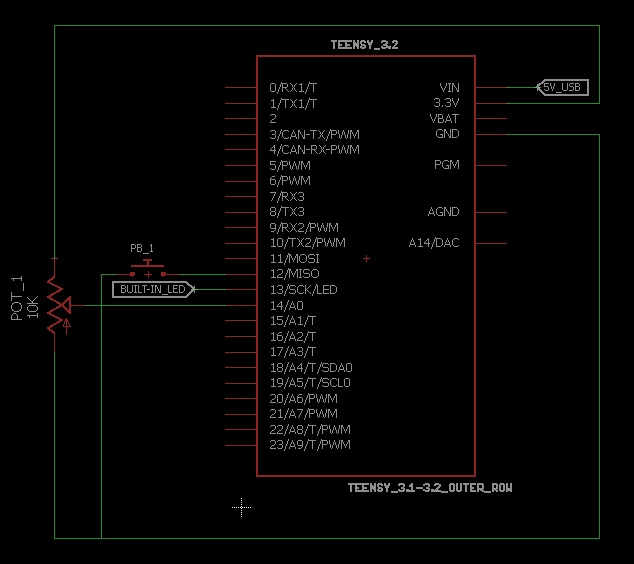 TEENSY_3.2
0/RX1/T
VIN
5V_USB
1/TX1/T
3.3V
2
VBAT
3/CAN-TX/PWM
GND
4/CAN-RX-PWM
5/PWM
PGM
6/PWM
7/RX3
8/TX3
AGND
9/RX2/PWM
10/TX2/PWM
A14/DAC
PB_1
11/MOSI
12/MISO
BUILT-IN_LED
13/SCK/LED
POT_1
10K
14/A0
15/A1/T
16/A2/T
17/A3/T
18/A4/T/SDA0
19/A5/T/SCL0
20/A6/PWM
21/A7/PWM
22/A8/T/PWM
23/A9/T/PWM
TEENSY_3.1-3.2_OUTER_ROW